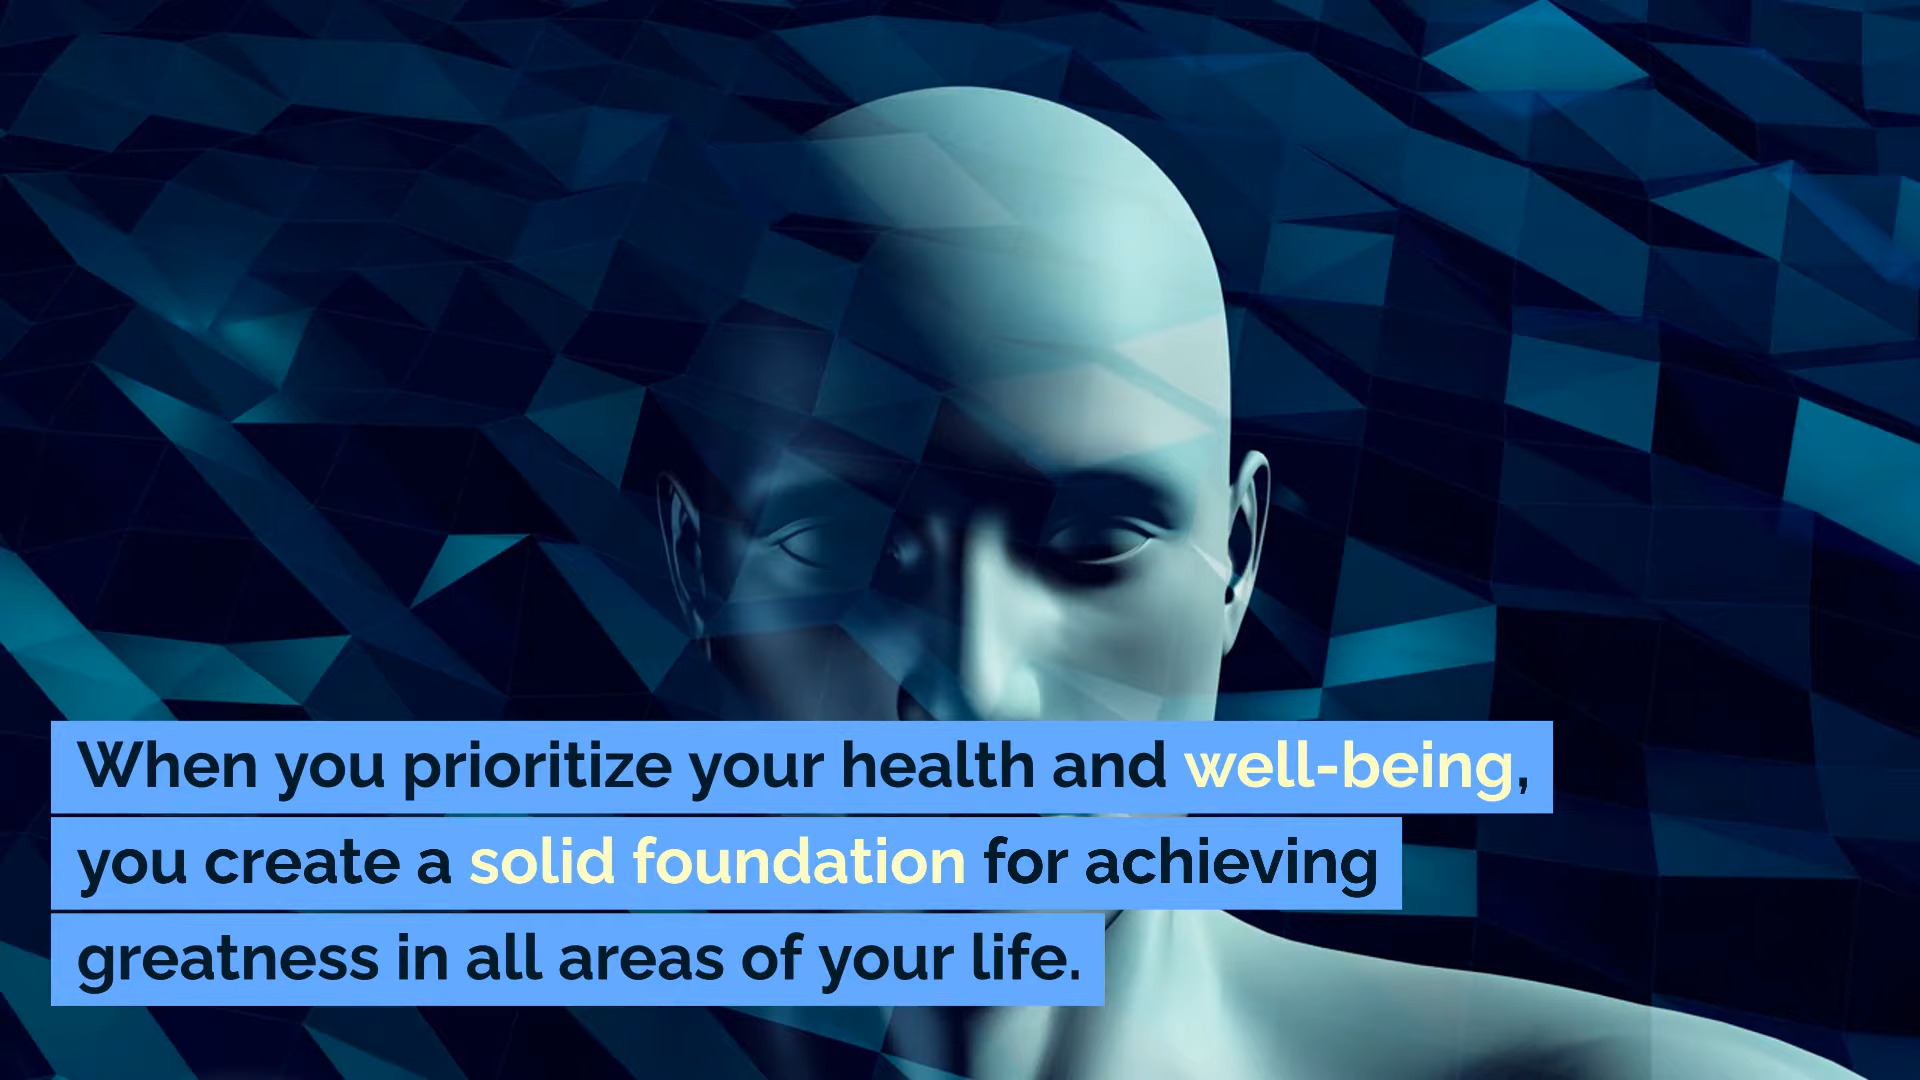 When you prioritize your health and well-being,
you create a solid foundation for achieving
greatness in all areas of your life.